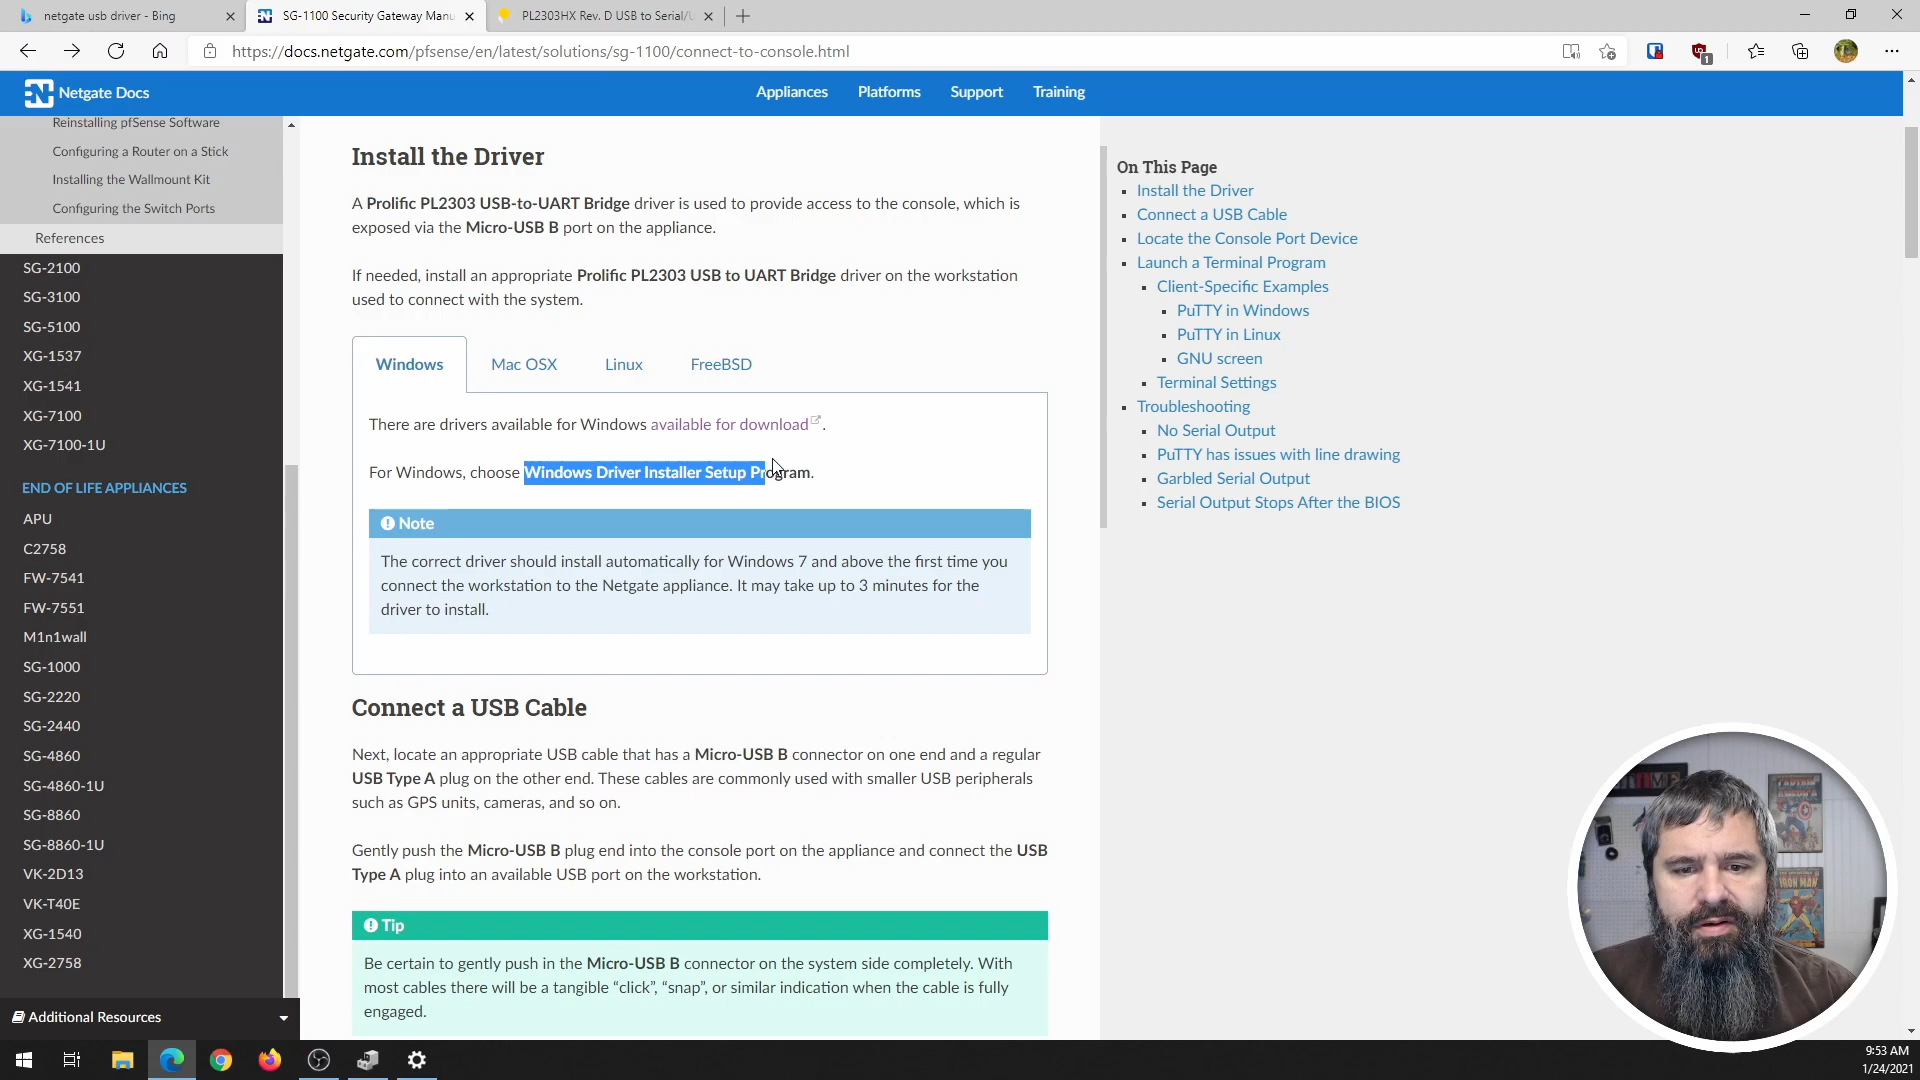 netgate usb driver - Bing
SG-1100 Security Gateway Manu
PL2303HX Rev. D USB to Serial/U
https://docs.netgate.com/pfsense/en/latest/solutions/sg-1100/connect-to-console.html
1
Netgate Docs
Appliances
Platforms
Support
Training
Reinstalling pfSense Software
Configuring a Router on a Stick
Installing the Wallmount Kit
Configuring the Switch Ports
References
SG-2100
SG-3100
SG-5100
XG-1537
XG-1541
XG-7100
XG-7100-1U
END OF LIFE APPLIANCES
APU
C2758
FW-7541
FW-7551
M1n1wall
SG-1000
SG-2220
SG-2440
SG-4860
SG-4860-1U
SG-8860
SG-8860-1U
VK-2D13
VK-T40E
XG-1540
XG-2758
Additional Resources
Install the Driver
A Prolific PL2303 USB-to-UART Bridge driver is used to provide access to the console, which is
exposed via the Micro-USB B port on the appliance.
If needed, install an appropriate Prolific PL2303 USB to UART Bridge driver on the workstation
used to connect with the system.
Windows
Mac OSX
Linux
FreeBSD
There are drivers available for Windows available for download.
For Windows, choose Windows Driver Installer Setup Program.
Note
The correct driver should install automatically for Windows 7 and above the first time you
connect the workstation to the Netgate appliance. It may take up to 3 minutes for the
driver to install.
Connect a USB Cable
Next, locate an appropriate USB cable that has a Micro-USB B connector on one end and a regular
USB Type A plug on the other end. These cables are commonly used with smaller USB peripherals
such as GPS units, cameras, and so on.
Gently push the Micro-USB B plug end into the console port on the appliance and connect the USB
Type A plug into an available USB port on the workstation.
Tip
Be certain to gently push in the Micro-USB B connector on the system side completely. With
most cables there will be a tangible “click”, “snap”, or similar indication when the cable is fully
engaged.
On This Page
Install the Driver
Connect a USB Cable
Locate the Console Port Device
Launch a Terminal Program
Client-Specific Examples
PuTTY in Windows
PuTTY in Linux
GNU screen
Terminal Settings
Troubleshooting
No Serial Output
PuTTY has issues with line drawing
Garbled Serial Output
Serial Output Stops After the BIOS
IRON MAN
9:53 AM
1/24/2021